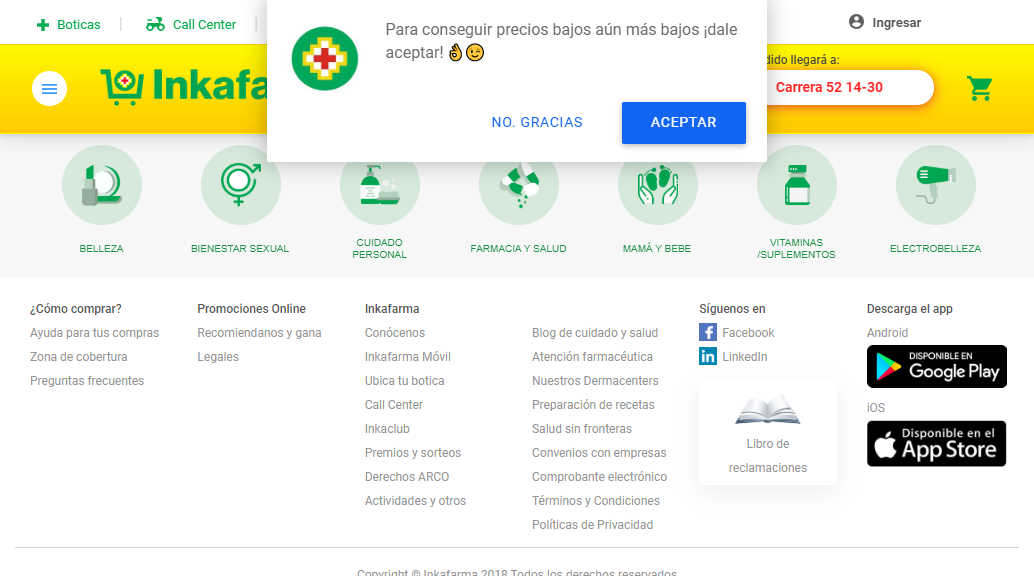 Boticas
Call Center
Para conseguir precios bajos aún más bajos ¡dale
aceptar! 👌😉
NO. GRACIAS
ACEPTAR
Ingresar
Inkafa
dido llegará a:
Carrera 52 14-30
BELLEZA
BIENESTAR SEXUAL
CUIDADO
PERSONAL
FARMACIA Y SALUD
MAMÁ Y BEBE
VITAMINAS
/SUPLEMENTOS
ELECTROBELLEZA
¿Cómo comprar?
Ayuda para tus compras
Zona de cobertura
Preguntas frecuentes
Promociones Online
Recomiendanos y gana
Legales
Inkafarma
Conócenos
Inkafarma Móvil
Ubica tu botica
Call Center
Inkaclub
Premios y sorteos
Derechos ARCO
Actividades y otros
Blog de cuidado y salud
Atención farmacéutica
Nuestros Dermacenters
Preparación de recetas
Salud sin fronteras
Convenios con empresas
Comprobante electrónico
Términos y Condiciones
Políticas de Privacidad
Síguenos en
Facebook
LinkedIn
Libro de
reclamaciones
Descarga el app
Android
DISPONIBLE EN
Google Play
iOS
Disponible en el
App Store
Copyright © Inkafarma 2018 Todos los derechos reservados